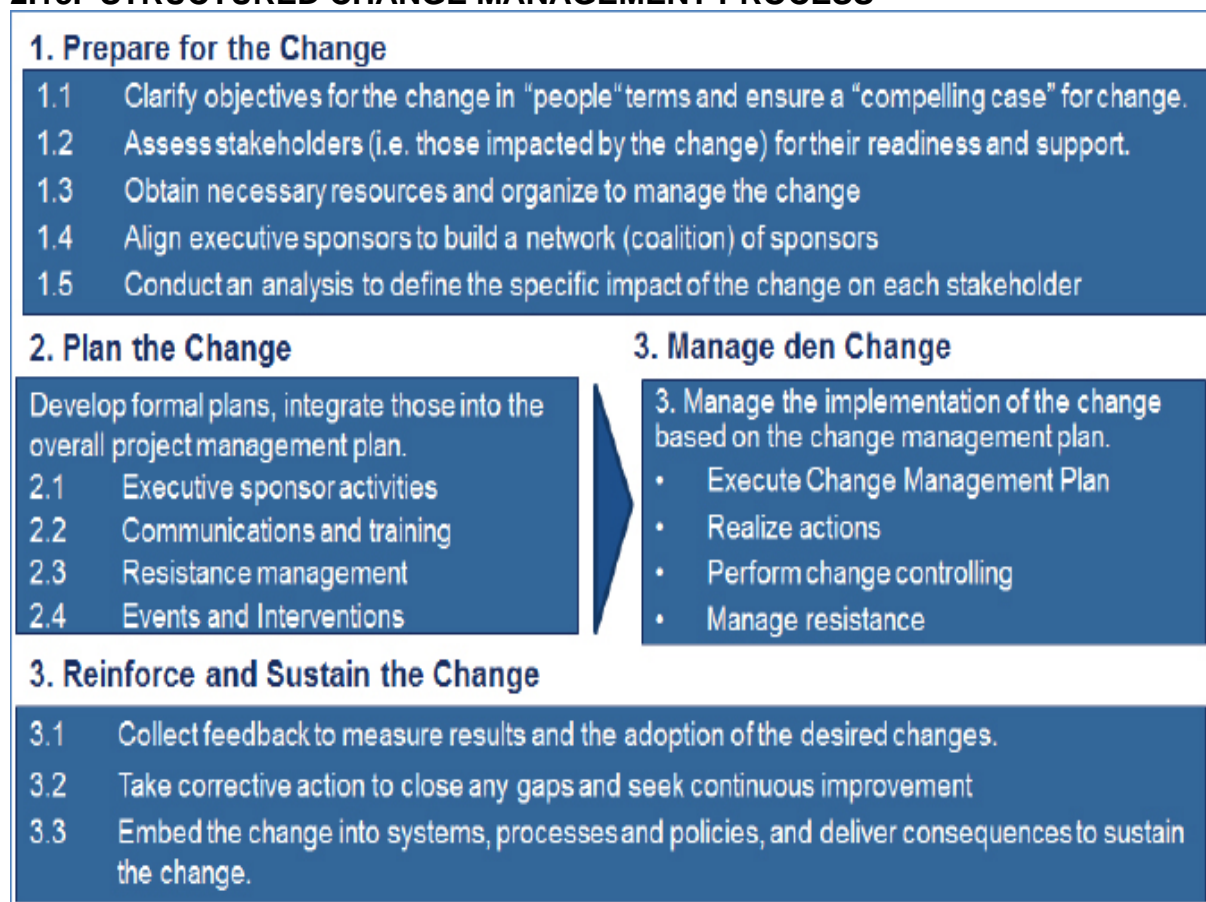 1. Prepare for the Change
1.1 Clarify objectives for the change in “people“ terms and ensure a “compelling case” for change.
1.2 Assess stakeholders (i.e. those impacted by the change) for their readiness and support.
1.3 Obtain necessary resources and organize to manage the change
1.4 Align executive sponsors to build a network (coalition) of sponsors
1.5 Conduct an analysis to define the specific impact of the change on each stakeholder
2. Plan the Change
Develop formal plans, integrate those into the
overall project management plan.
2.1 Executive sponsor activities
2.2 Communications and training
2.3 Resistance management
2.4 Events and Interventions
3. Manage den Change
3. Manage the implementation of the change
based on the change management plan.
• Execute Change Management Plan
• Realize actions
• Perform change controlling
• Manage resistance
3. Reinforce and Sustain the Change
3.1 Collect feedback to measure results and the adoption of the desired changes.
3.2 Take corrective action to close any gaps and seek continuous improvement
3.3 Embed the change into systems, processes and policies, and deliver consequences to sustain
the change.